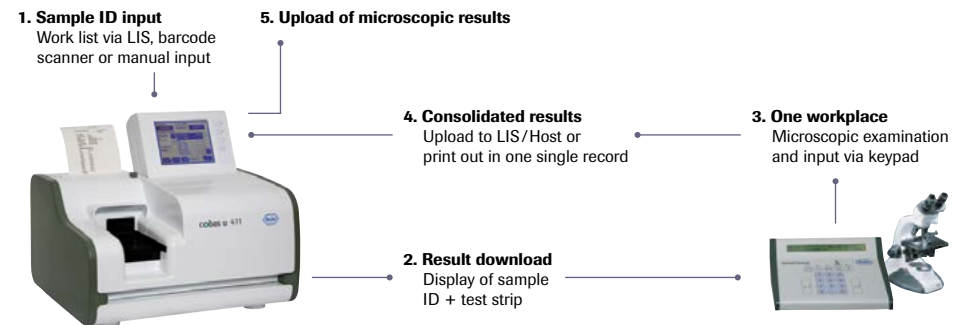 1. Sample ID input
Work list via LIS, barcode
scanner or manual input
5. Upload of microscopic results
4. Consolidated results
Upload to LIS/Host or
print out in one single record
3. One workplace
Microscopic examination
and input via keypad
cobas u 411
Roche
2. Result download
Display of sample
ID + test strip